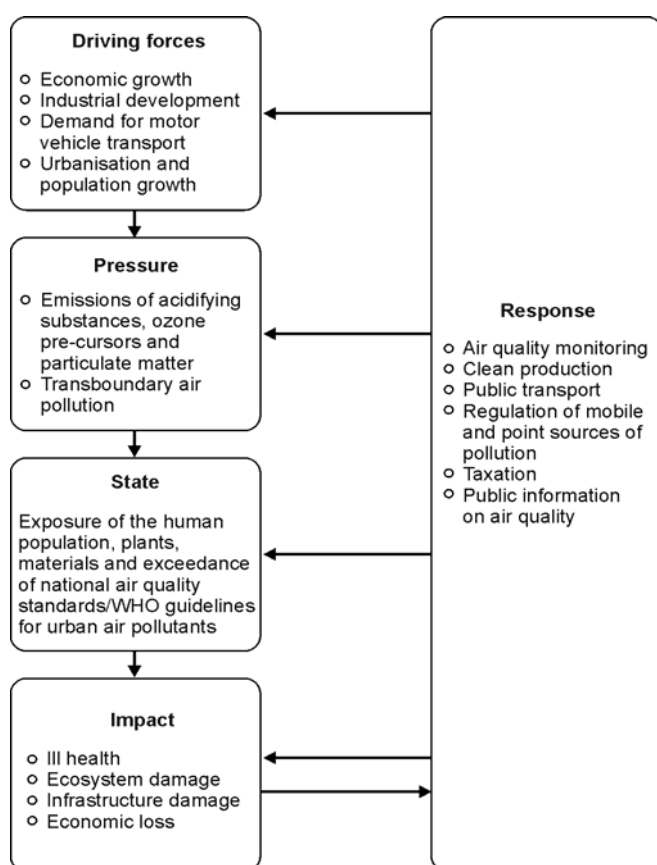 Driving forces
Economic growth
Industrial development
Demand for motor
vehicle transport
Urbanisation and
population growth
Pressure
Emissions of acidifying
substances, ozone
pre-cursors and
particulate matter
Transboundary air
pollution
State
Exposure of the human
population, plants,
materials and exceedance
of national air quality
standards/WHO guidelines
for urban air pollutants
Impact
Ill health
Ecosystem damage
Infrastructure damage
Economic loss
Response
Air quality monitoring
Clean production
Public transport
Regulation of mobile
and point sources of
pollution
Taxation
Public information
on air quality